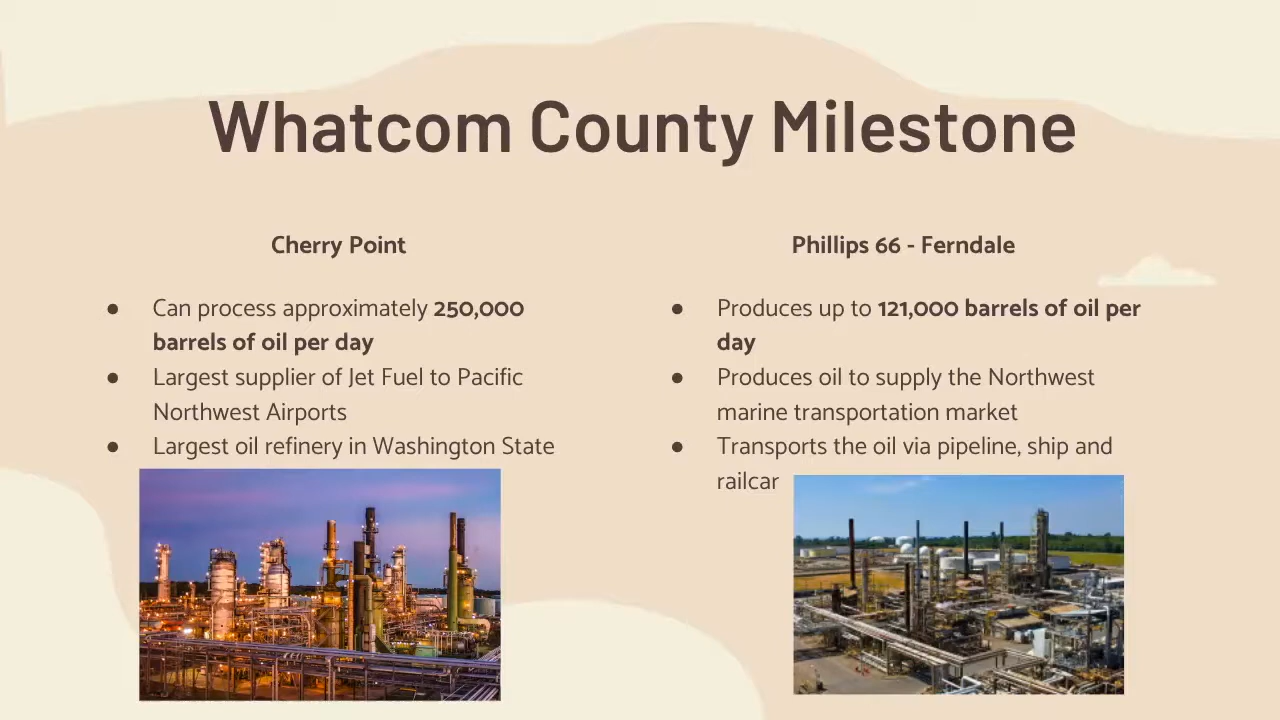 Whatcom County Milestone
Cherry Point
● Can process approximately 250,000
barrels of oil per day
● Largest supplier of Jet Fuel to Pacific
Northwest Airports
● Largest oil refinery in Washington State
Phillips 66 - Ferndale
● Produces up to 121,000 barrels of oil per
day
● Produces oil to supply the Northwest
marine transportation market
● Transports the oil via pipeline, ship and
railcar